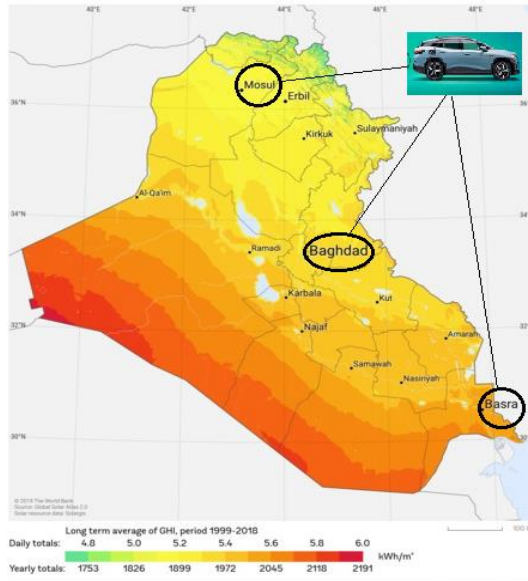 42°E 44°E 46°E 48°E
Mosul
Erbil
36°N
Sulaymaniyah
Kirkuk
Al-Qa'im
34°N
Ramadi
Baghdad
Karbala
Kut
32°N
Najaf
Amarah
Samawah
Nasiriyah
Basra
30°N
© 2019 The World Bank
Source: Global Solar Atlas 2.0
Solar resource data: Solargis
Long term average of GHI, period 1999-2018
Daily totals: 4.8 5.0 5.2 5.4 5.6 5.8 6.0
kWh/m²
Yearly totals: 1753 1826 1899 1972 2045 2118 2191